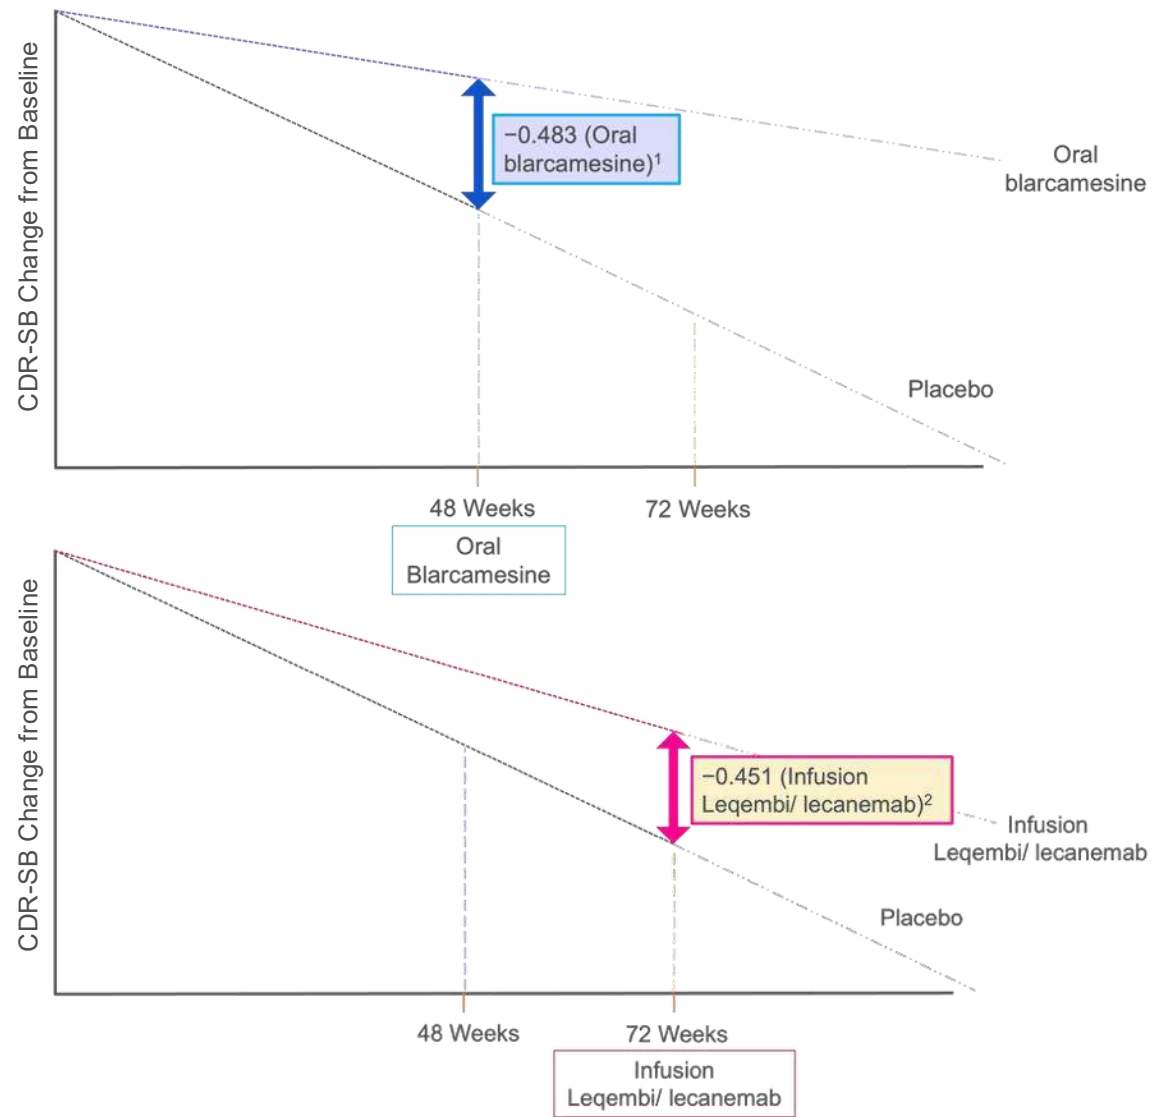 CDR-SB Change from Baseline
−0.483 (Oral
blarcamesine)¹
Oral
blarcamesine
Placebo
48 Weeks
72 Weeks
Oral
Blarcamesine
CDR-SB Change from Baseline
−0.451 (Infusion
Leqembi/ lecanemab)²
Infusion
Leqembi/ lecanemab
Placebo
48 Weeks
72 Weeks
Infusion
Leqembi/ lecanemab